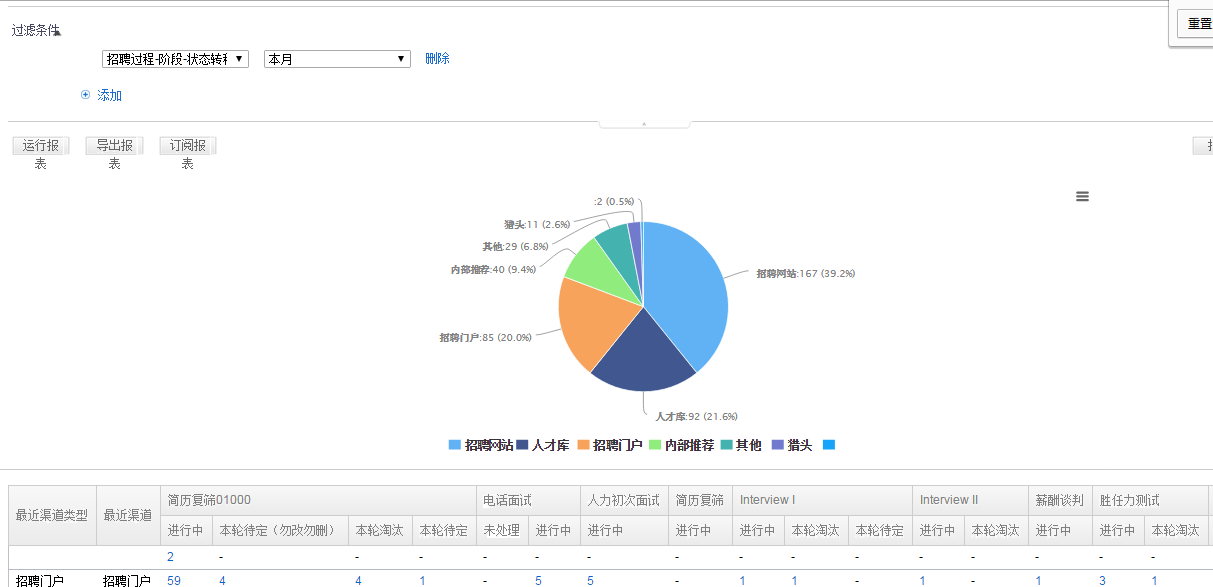 过滤条件
重置
招聘过程-阶段-状态转移 本月 删除
添加
运行报表 导出报表 订阅报表
:2 (0.5%)
猎头:11 (2.6%)
其他:29 (6.8%)
内部推荐:40 (9.4%)
招聘网站:167 (39.2%)
招聘门户:85 (20.0%)
人才库:92 (21.6%)
招聘网站 人才库 招聘门户 内部推荐 其他 猎头
最近渠道类型 最近渠道 简历复筛01000 电话面试 人力初次面试 简历复筛 Interview I Interview II 薪酬谈判 胜任力测试
进行中 本轮待定（勿改勿删） 本轮淘汰 本轮待定 未处理 进行中 进行中 进行中 进行中 本轮淘汰 本轮待定 进行中 本轮淘汰 进行中 进行中 本轮淘汰
2 - - - - - - - - - - - - - - -
招聘门户 招聘门户 59 4 4 1 - 5 5 - 1 1 - 1 - 1 3 1